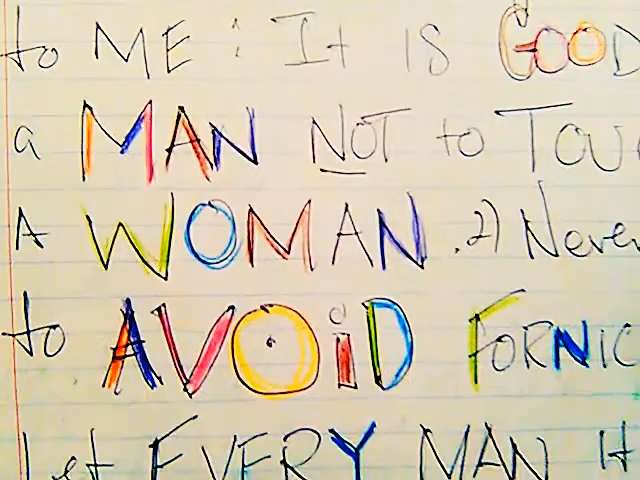 to ME: It is GOOD
a MAN NOT to TOU
A WOMAN. 2) Never
to AVOID FORNIC
Let EVERY MAN H